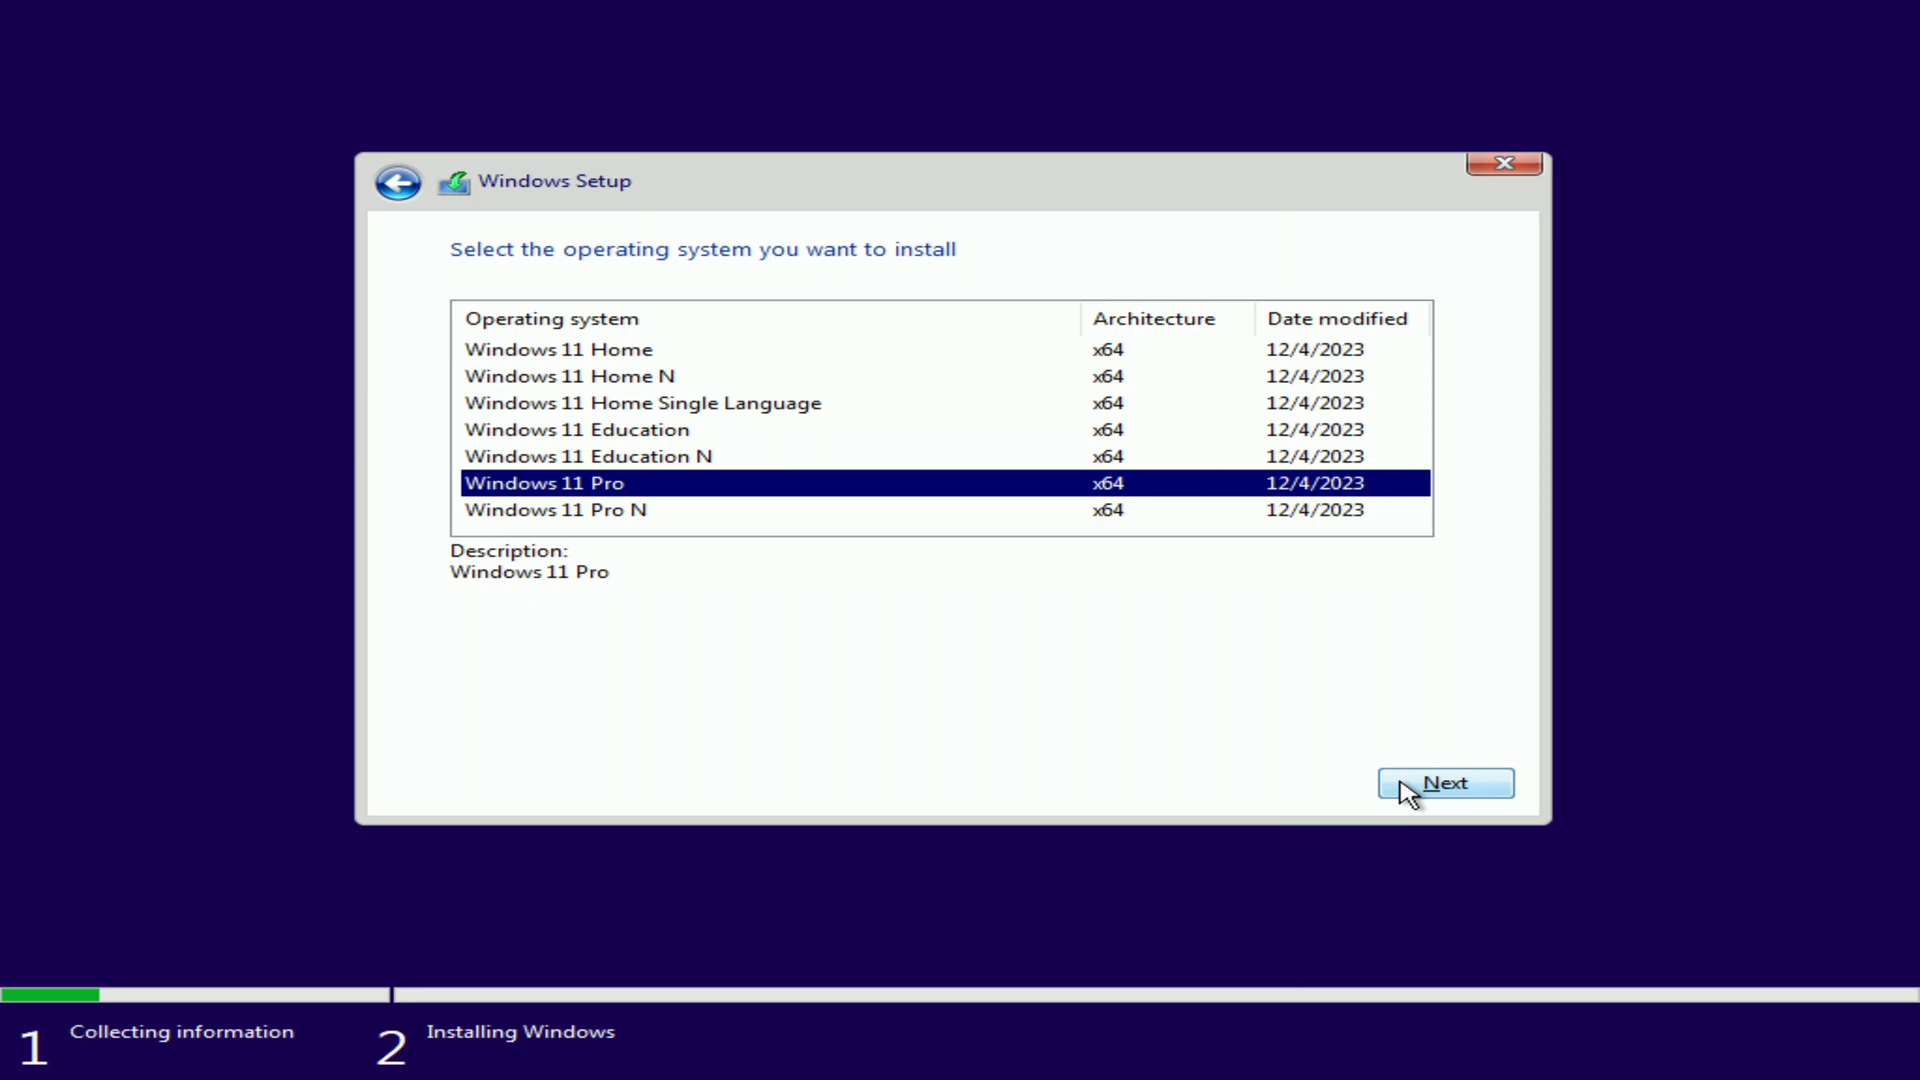 Windows Setup
Select the operating system you want to install
Operating system Architecture Date modified
Windows 11 Home x64 12/4/2023
Windows 11 Home N x64 12/4/2023
Windows 11 Home Single Language x64 12/4/2023
Windows 11 Education x64 12/4/2023
Windows 11 Education N x64 12/4/2023
Windows 11 Pro x64 12/4/2023
Windows 11 Pro N x64 12/4/2023
Description:
Windows 11 Pro
Next
1 Collecting information 2 Installing Windows